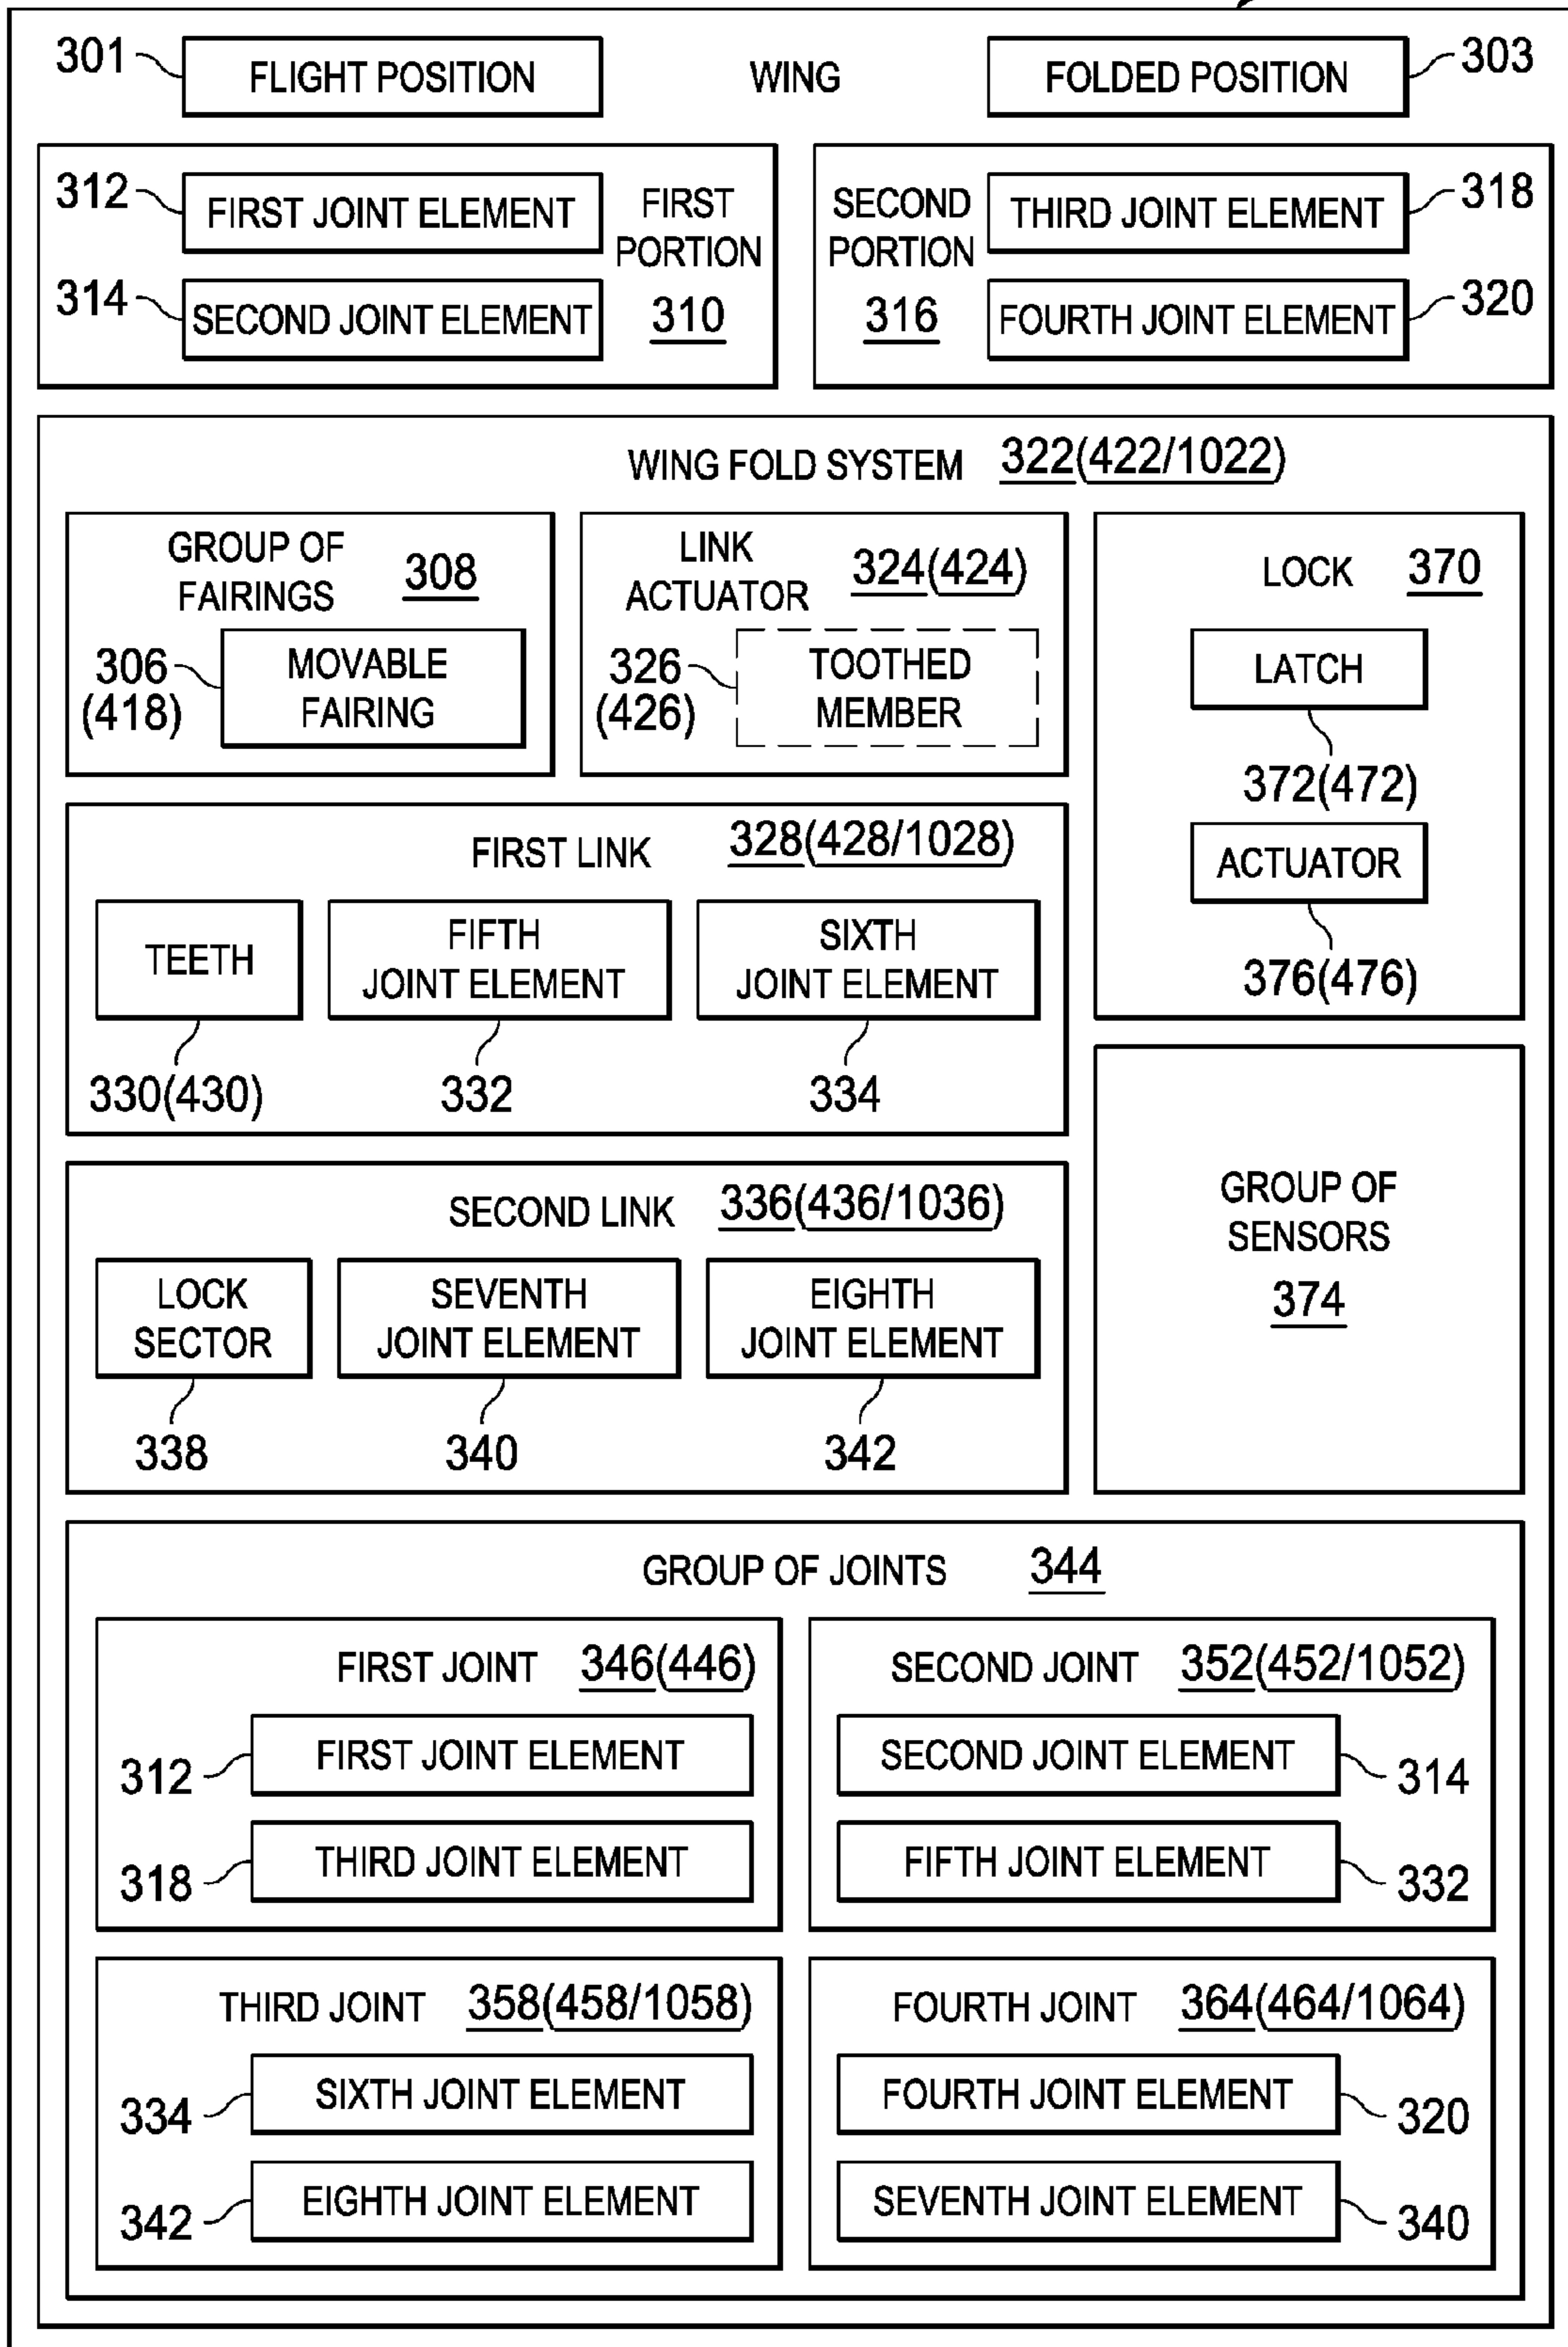 301 FLIGHT POSITION WING FOLDED POSITION 303
312 FIRST JOINT ELEMENT
FIRST
PORTION
310
314 SECOND JOINT ELEMENT
SECOND
PORTION
316
THIRD JOINT ELEMENT 318
FOURTH JOINT ELEMENT 320
WING FOLD SYSTEM 322(422/1022)
GROUP OF
FAIRINGS
308
306
(418)
MOVABLE
FAIRING
LINK
ACTUATOR
324(424)
326
(426)
TOOTHED
MEMBER
LOCK 370
LATCH
372(472)
ACTUATOR
376(476)
FIRST LINK 328(428/1028)
TEETH
330(430)
FIFTH
JOINT ELEMENT
332
SIXTH
JOINT ELEMENT
334
SECOND LINK 336(436/1036)
LOCK
SECTOR
338
SEVENTH
JOINT ELEMENT
340
EIGHTH
JOINT ELEMENT
342
GROUP OF
SENSORS
374
GROUP OF JOINTS 344
FIRST JOINT 346(446)
312 FIRST JOINT ELEMENT
318 THIRD JOINT ELEMENT
SECOND JOINT 352(452/1052)
SECOND JOINT ELEMENT 314
FIFTH JOINT ELEMENT 332
THIRD JOINT 358(458/1058)
334 SIXTH JOINT ELEMENT
342 EIGHTH JOINT ELEMENT
FOURTH JOINT 364(464/1064)
FOURTH JOINT ELEMENT 320
SEVENTH JOINT ELEMENT 340